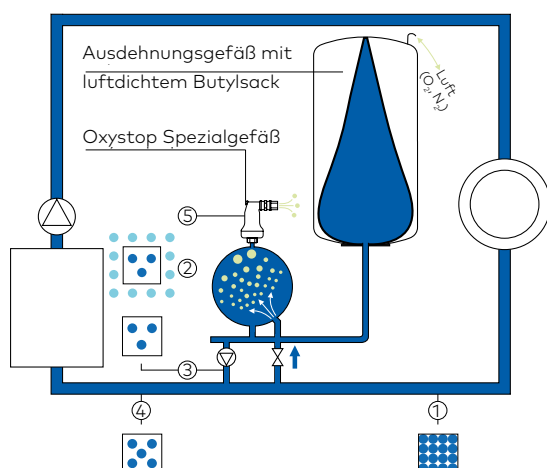 Ausdehnungsgefäß mit
luftdichtem Butylsack
Luft
(O₂, N₂)
Oxystop Spezialgefäß
5
2
3
4
1